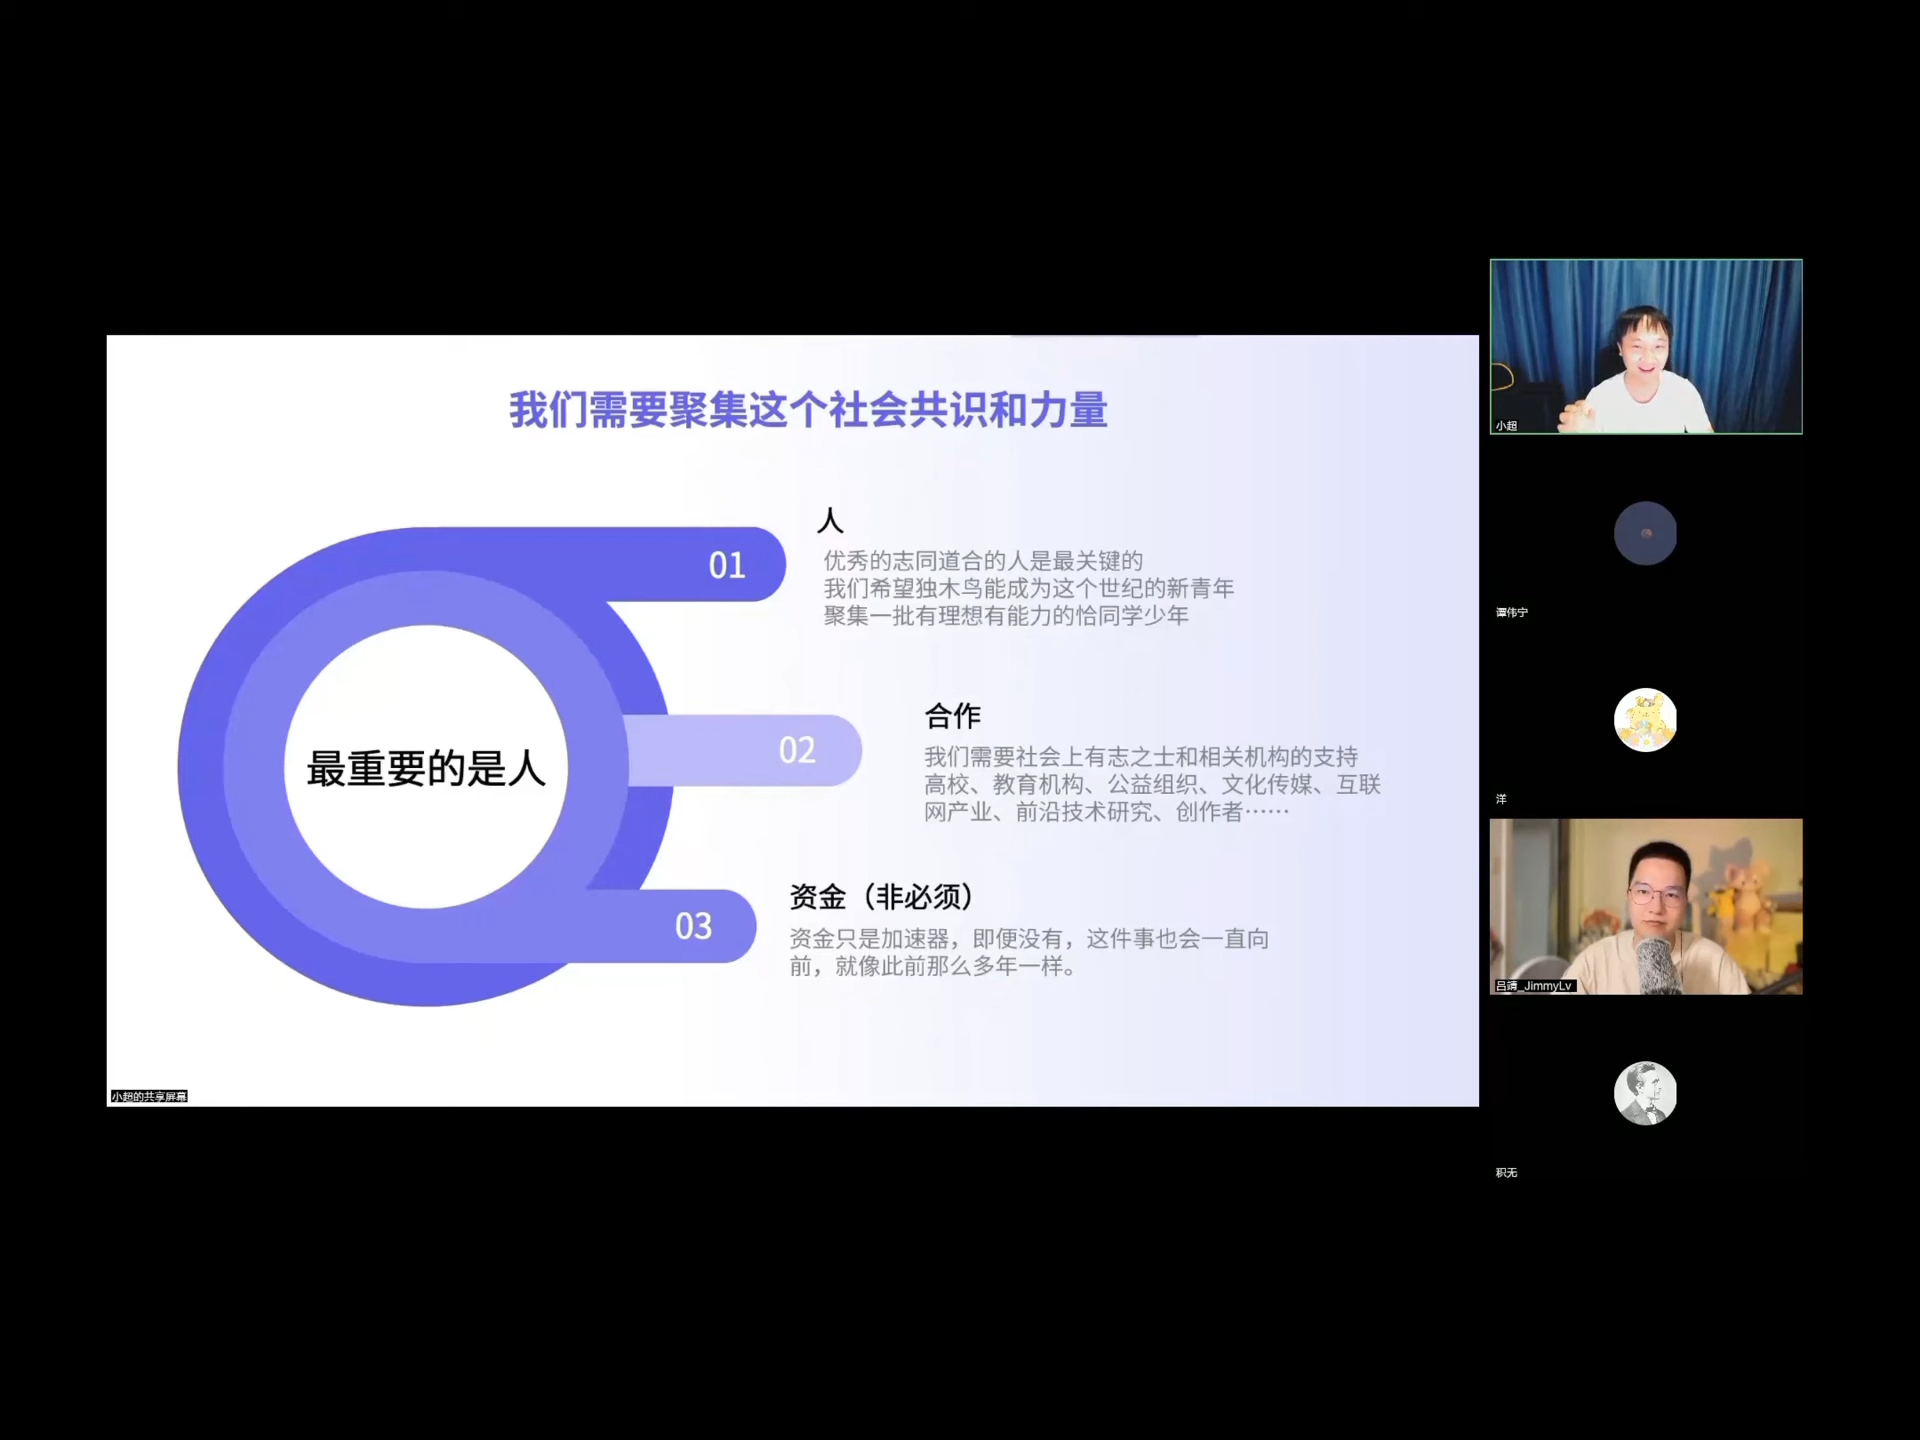 我们需要聚集这个社会共识和力量
最重要的是人
01
人
优秀的志同道合的人是最关键的
我们希望独木鸟能成为这个世纪的新青年
聚集一批有理想有能力的恰同学少年
02
合作
我们需要社会上有志之士和相关机构的支持
高校、教育机构、公益组织、文化传媒、互联
网产业、前沿技术研究、创作者……
03
资金（非必须）
资金只是加速器，即便没有，这件事也会一直向
前，就像此前那么多年一样。
小超的共享屏幕
小超
谭伟宁
洋
吕靖_JimmyLv
积无